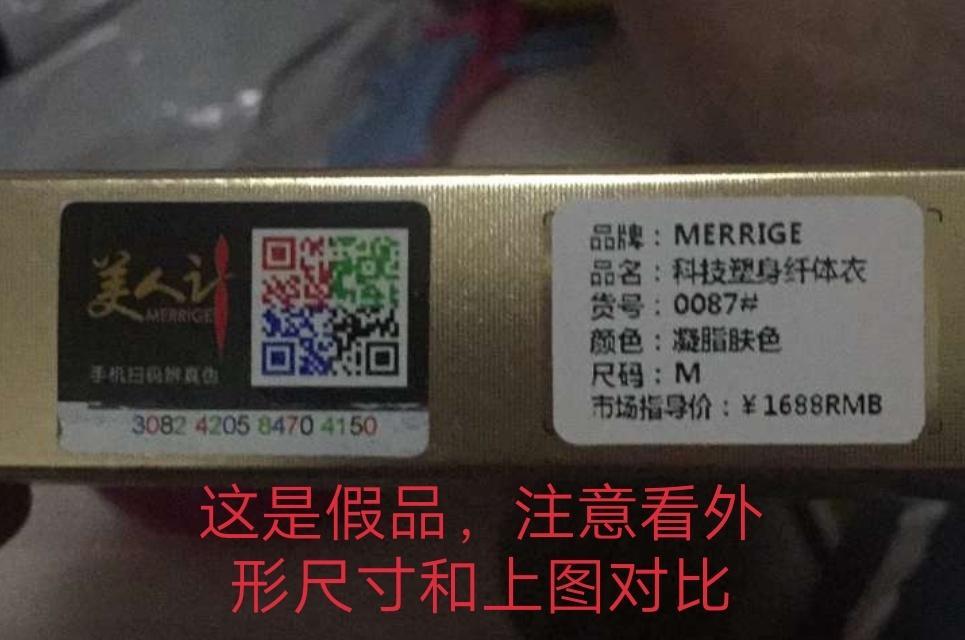 美人计
MERRIGE
手机扫码辨真伪
3082 4205 8470 4150
品牌：MERRIGE
品名：科技塑身纤体衣
货号：0087#
颜色：凝脂肤色
尺码：M
市场指导价：¥1688RMB
这是假品，注意看外
形尺寸和上图对比